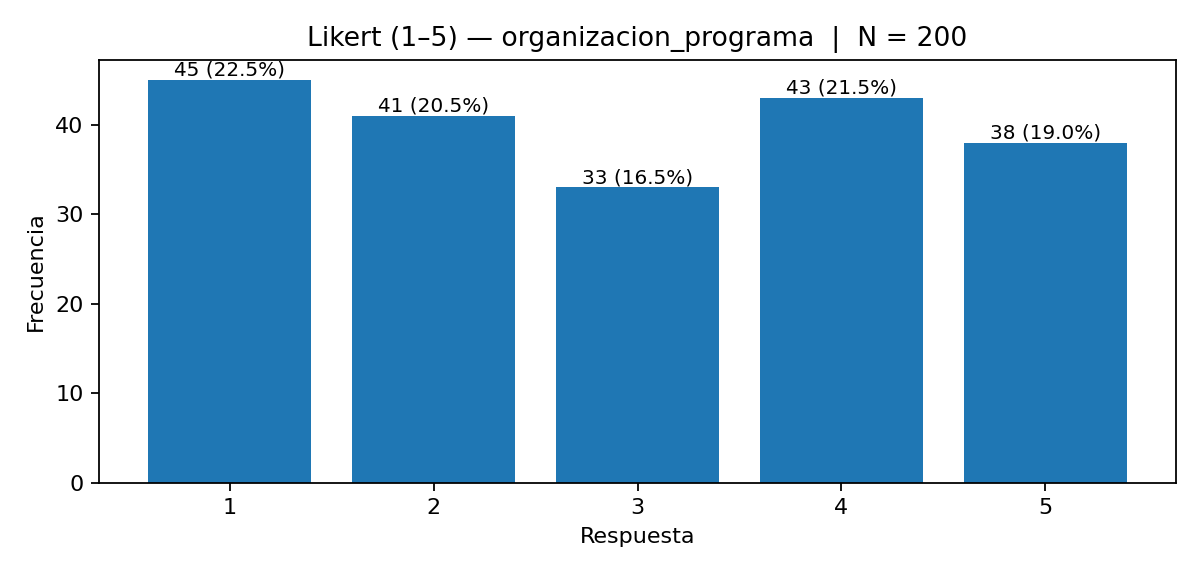 Likert (1–5) — organizacion_programa | N = 200
45 (22.5%)
41 (20.5%)
33 (16.5%)
43 (21.5%)
38 (19.0%)
40
30
20
10
0
Frecuencia
1 2 3 4 5
Respuesta